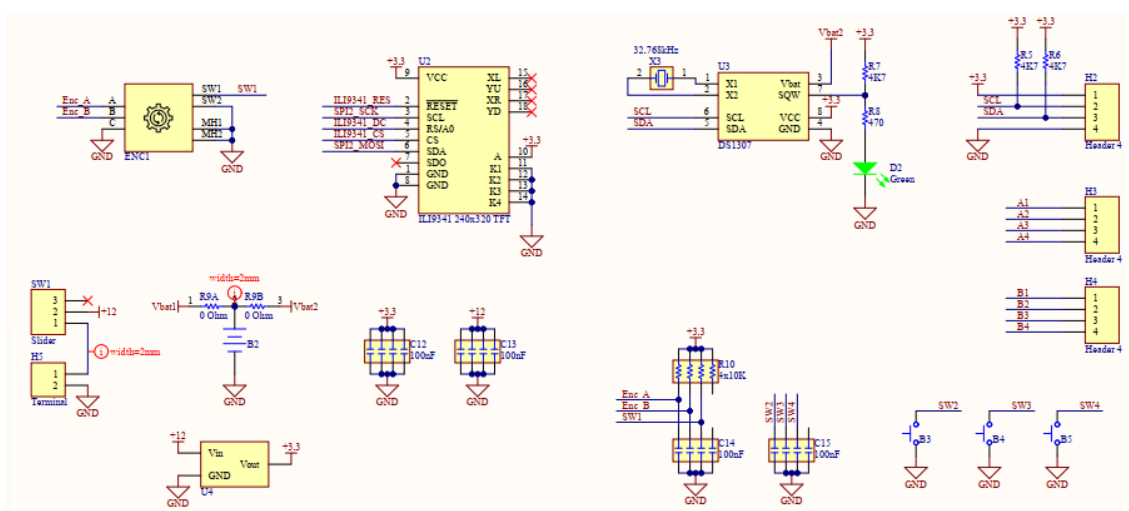 Enc_A
Enc_B
A
B
C
SW1
SW2
MH1
MH2
SW1
GND
ENC1
GND
+3.3
U2
9
VCC
ILI9341_RES
2
RESET
SPI2_SCK
3
SCL
ILI9341_DC
4
RS/A0
ILI9341_CS
5
CS
SPI2_MOSI
6
SDA
7
SDO
1
GND
8
GND
GND
XL
15
YU
16
XR
17
YD
18
A
10
+3.3
K1
11
K2
12
K3
13
K4
14
GND
ILI9341 240x320 TFT
32.768kHz
X3
2
1
U3
1
X1
2
X2
SCL
6
SCL
SDA
5
SDA
DS1307
Vbat
3
SQW
7
VCC
8
GND
4
Vbat2
+3.3
+3.3
GND
R7
4K7
R8
470
D2
Green
GND
+3.3
+3.3
R5
4K7
R6
4K7
+3.3
SCL
SDA
GND
H2
1
2
3
4
Header 4
H3
A1
1
A2
2
A3
3
A4
4
Header 4
H4
B1
1
B2
2
B3
3
B4
4
Header 4
SW1
3
2
1
+12
Slider
width=2mm
H5
1
2
Terminal
GND
width=2mm
Vbat1
1
R9A
0 Ohm
R9B
0 Ohm
3
Vbat2
B2
GND
+3.3
C12
100nF
GND
+12
C13
100nF
GND
+12
Vin
Vout
+3.3
GND
GND
U4
+3.3
R10
4x10K
Enc_A
Enc_B
SW1
C14
100nF
GND
SW2
SW3
SW4
C15
100nF
GND
SW2
B3
GND
SW3
B4
GND
SW4
B5
GND